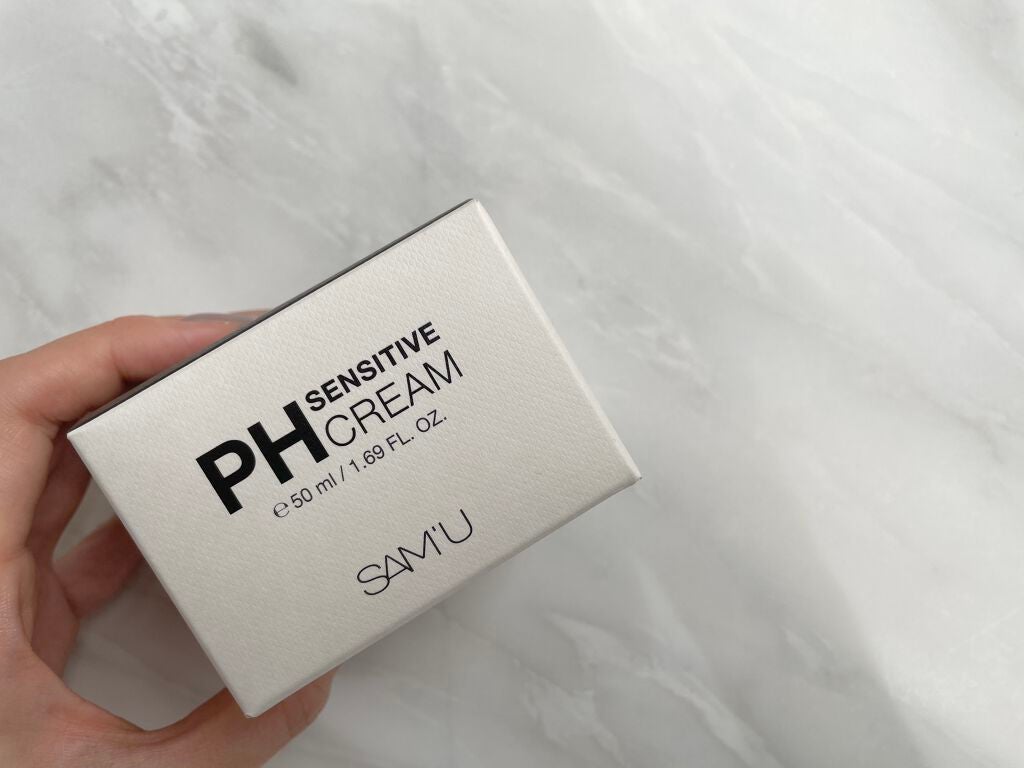 PH SENSITIVE
CREAM
℮50 ml / 1.69 FL. OZ.
SAM'U